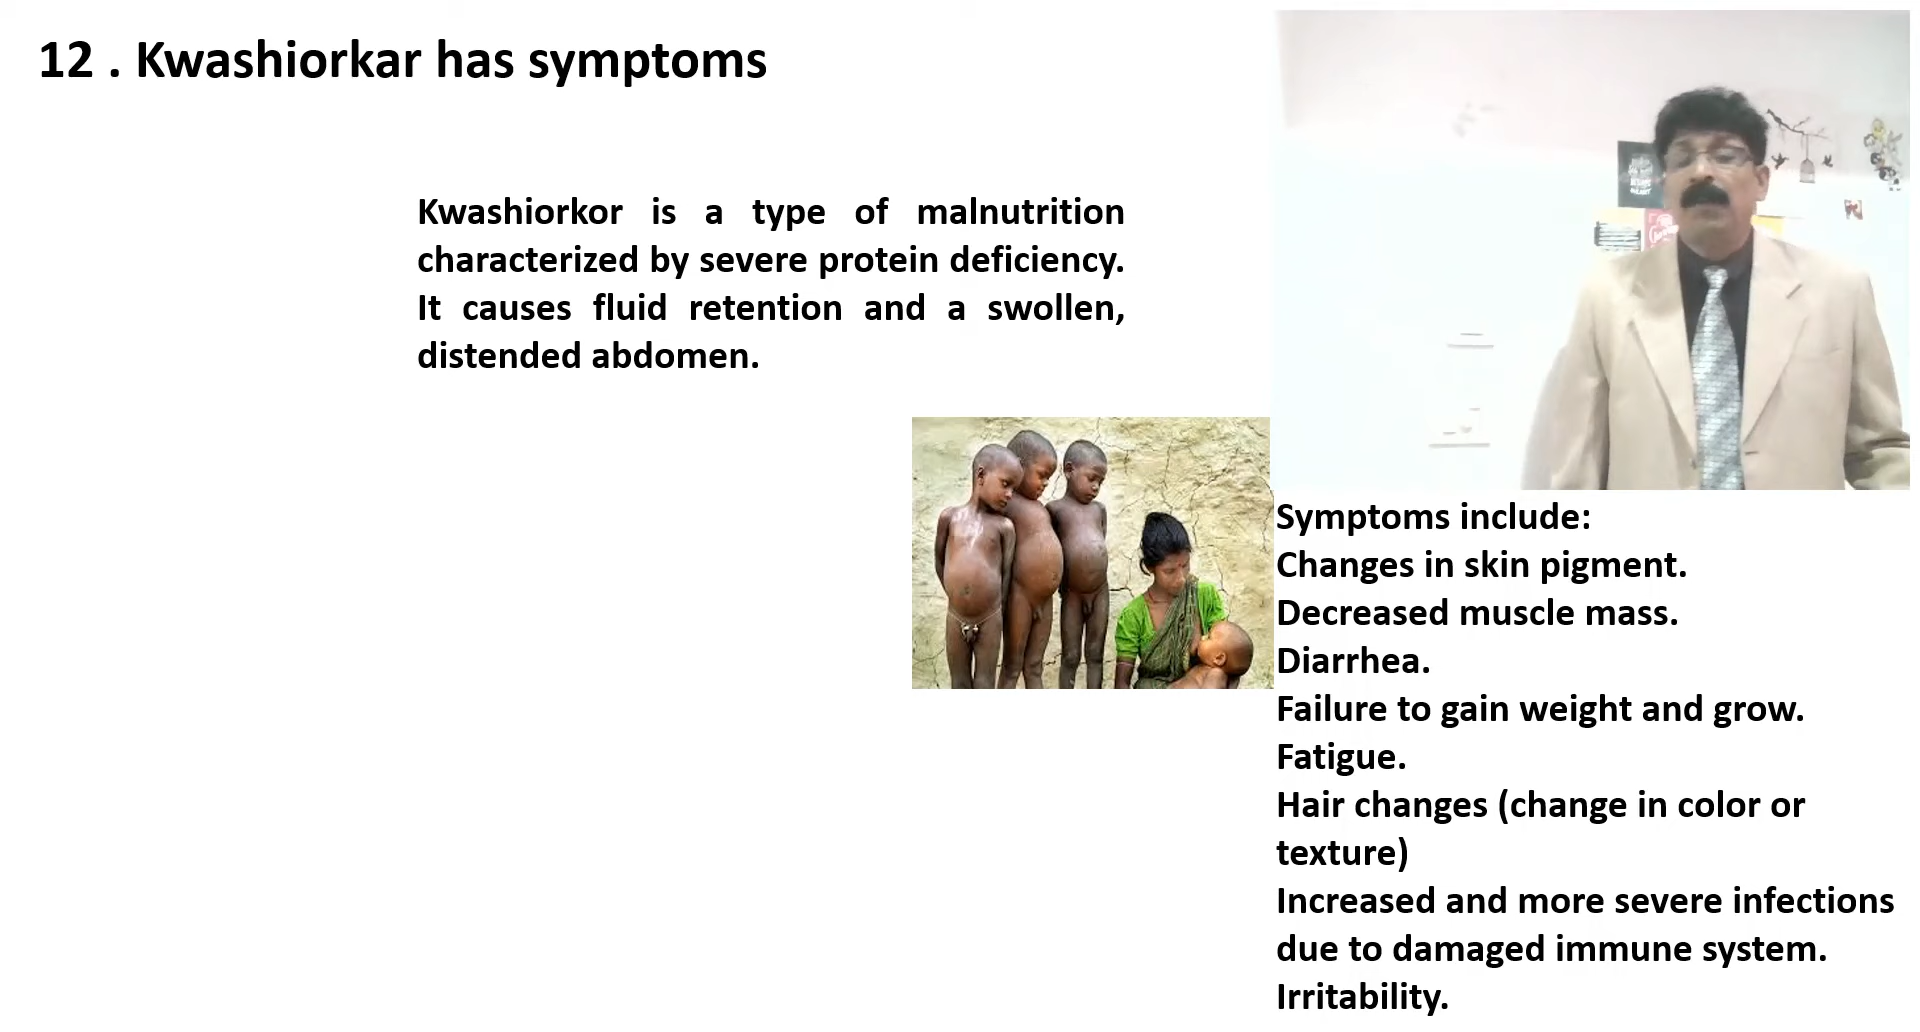 12 . Kwashiorkar has symptoms
Kwashiorkor is a type of malnutrition
characterized by severe protein deficiency.
It causes fluid retention and a swollen,
distended abdomen.
Symptoms include:
Changes in skin pigment.
Decreased muscle mass.
Diarrhea.
Failure to gain weight and grow.
Fatigue.
Hair changes (change in color or
texture)
Increased and more severe infections
due to damaged immune system.
Irritability.